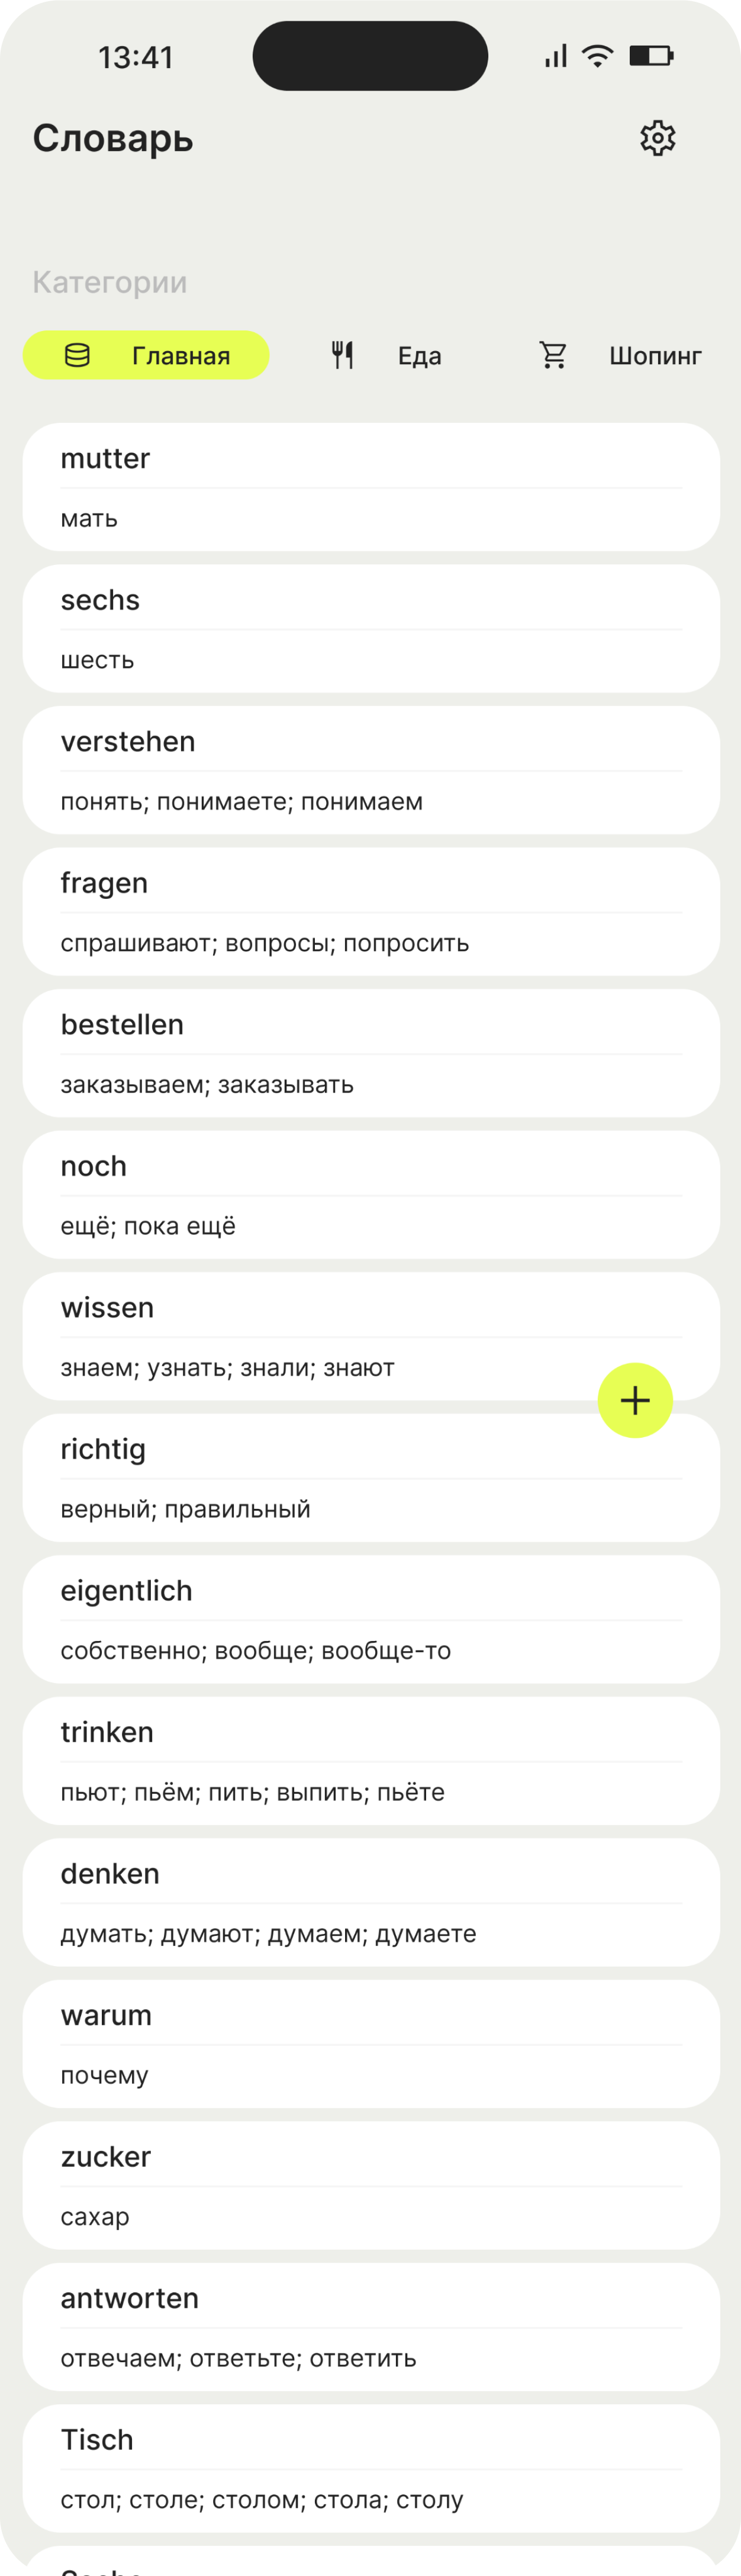 13:41
Словарь
Категории
Главная Еда Шопинг
mutter
мать
sechs
шесть
verstehen
понять; понимаете; понимаем
fragen
спрашивают; вопросы; попросить
bestellen
заказываем; заказывать
noch
ещё; пока ещё
wissen
знаем; узнать; знали; знают
richtig
верный; правильный
eigentlich
собственно; вообще; вообще-то
trinken
пьют; пьём; пить; выпить; пьёте
denken
думать; думают; думаем; думаете
warum
почему
zucker
сахар
antworten
отвечаем; ответьте; ответить
Tisch
стол; столе; столом; стола; столу